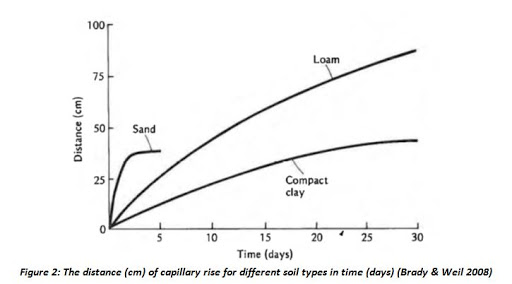 100
Loam
75
Distance (cm)
50
Sand
25
Compact
clay
0
5
10
15
20
25
30
Time (days)
Figure 2: The distance (cm) of capillary rise for different soil types in time (days) (Brady & Weil 2008)